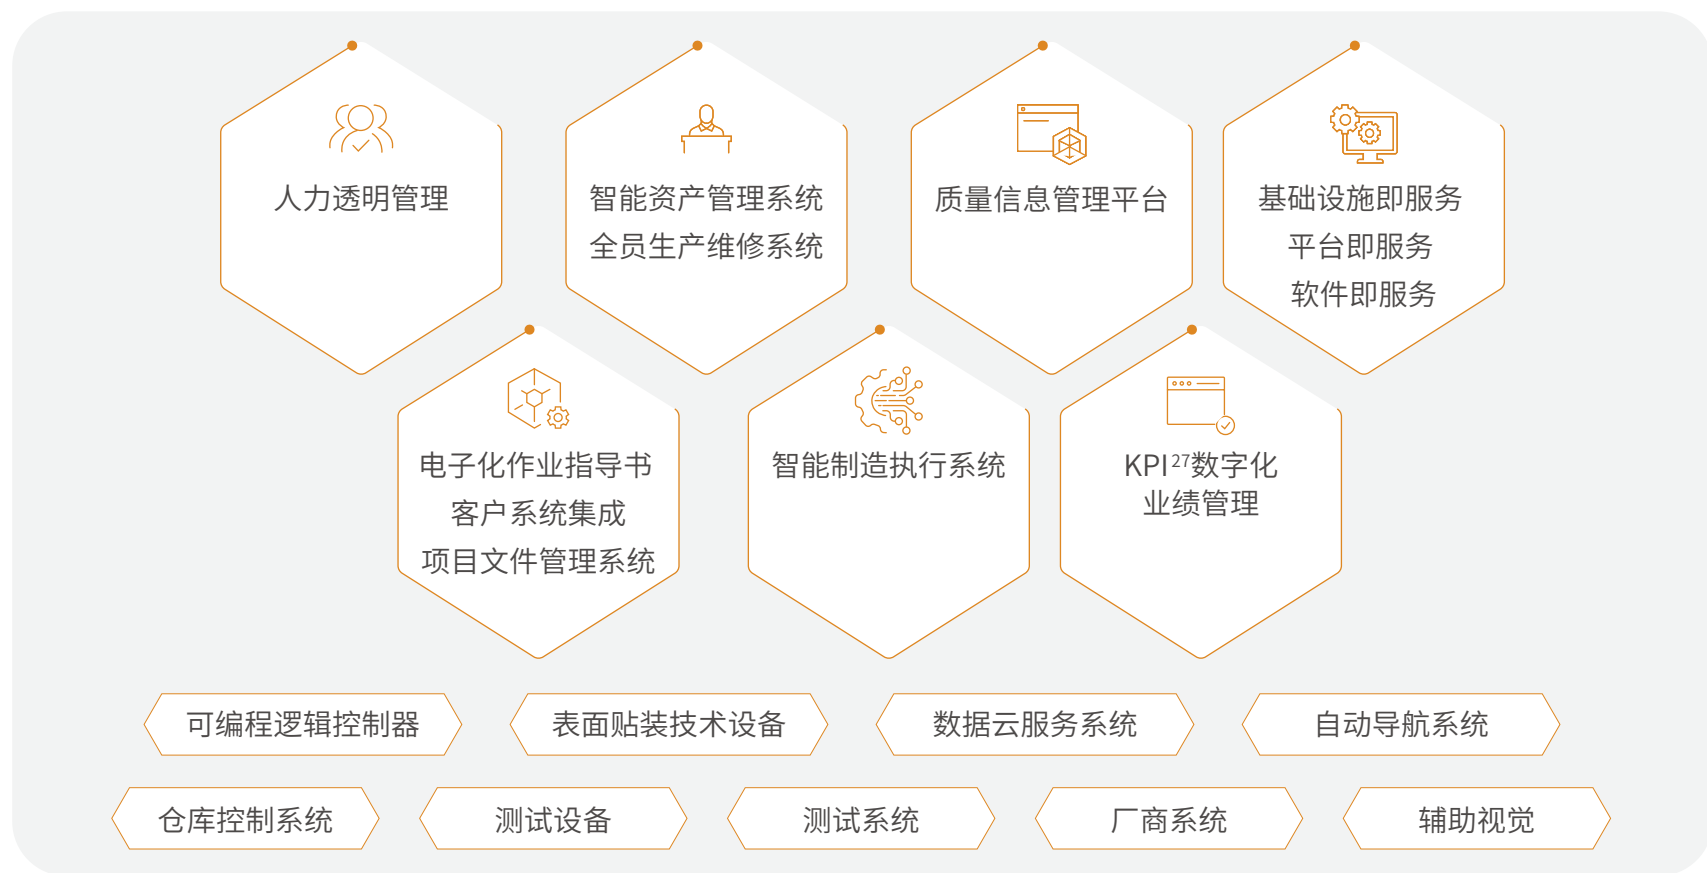 人力透明管理
智能资产管理系统
全员生产维修系统
质量信息管理平台
基础设施即服务
平台即服务
软件即服务
电子化作业指导书
客户系统集成
项目文件管理系统
智能制造执行系统
KPI²⁷数字化
业绩管理
可编程逻辑控制器
表面贴装技术设备
数据云服务系统
自动导航系统
仓库控制系统
测试设备
测试系统
厂商系统
辅助视觉